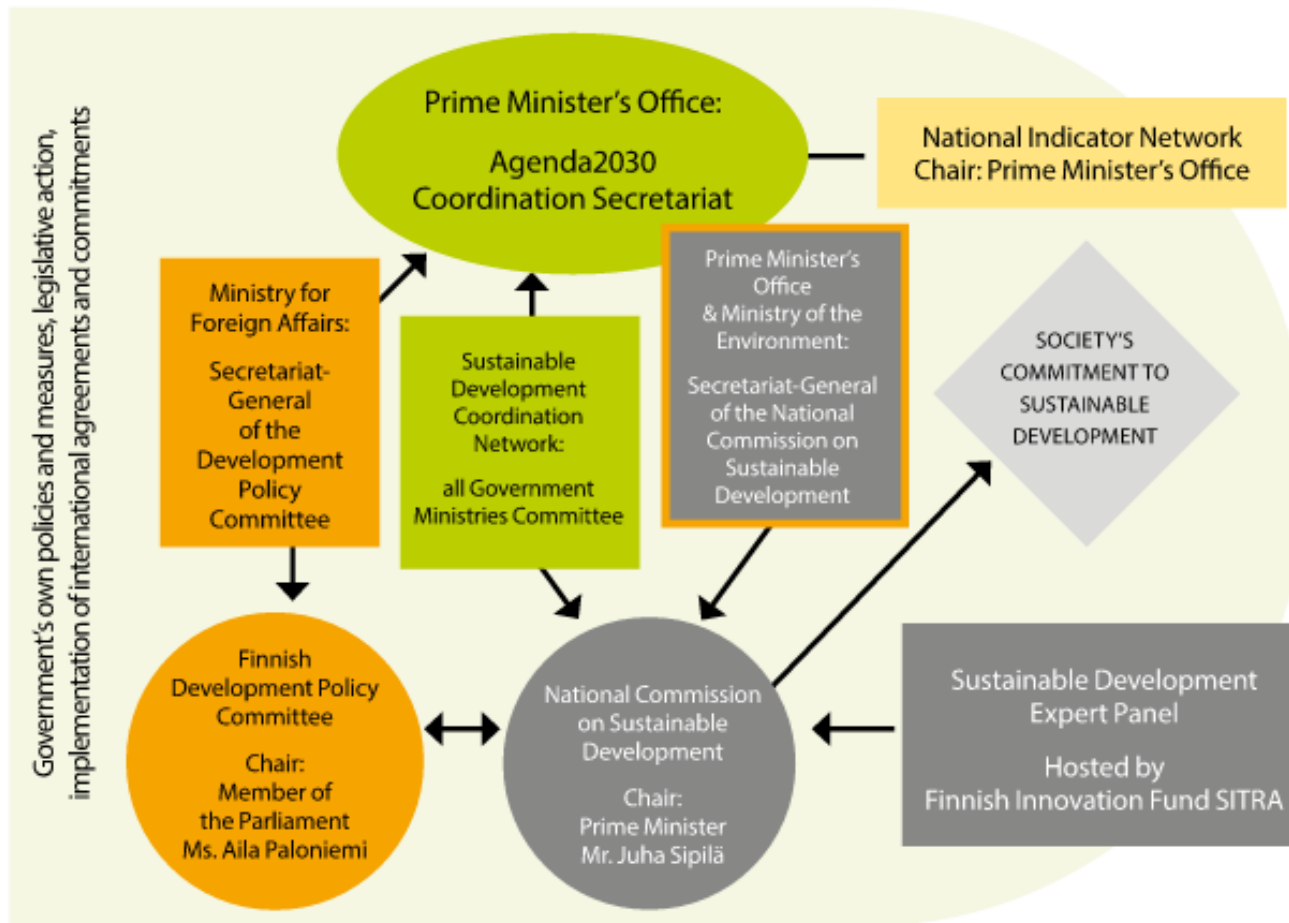 Government's own policies and measures, legislative action,
implementation of international agreements and commitments
Prime Minister's Office:
Agenda2030
Coordination Secretariat
National Indicator Network
Chair: Prime Minister's Office
Ministry for
Foreign Affairs:
Secretariat-
General
of the
Development
Policy
Committee
Sustainable
Development
Coordination
Network:
all Government
Ministries Committee
Prime Minister's
Office
& Ministry of the
Environment:
Secretariat-General
of the National
Commission on
Sustainable
Development
SOCIETY'S
COMMITMENT TO
SUSTAINABLE
DEVELOPMENT
Finnish
Development Policy
Committee
Chair:
Member of
the Parliament
Ms. Aila Paloniemi
National Commission
on Sustainable
Development
Chair:
Prime Minister
Mr. Juha Sipilä
Sustainable Development
Expert Panel
Hosted by
Finnish Innovation Fund SITRA